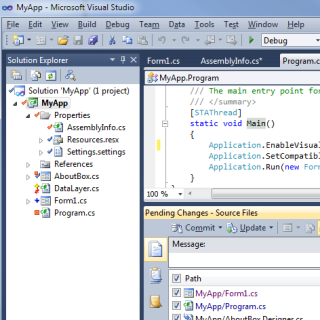 MyApp - Microsoft Visual Studio
File Edit View Build Debug Team Data Tools Test Window Help
Debug
Solution Explorer
Form1.cs AssemblyInfo.cs* Program.c
MyApp.Program
Solution 'MyApp' (1 project)
MyApp
Properties
AssemblyInfo.cs
Resources.resx
Settings.settings
References
AboutBox.cs
DataLayer.cs
Form1.cs
Program.cs
/// The main entry point for
/// </summary>
[STAThread]
static void Main()
{
Application.EnableVisual
Application.SetCompatibl
Application.Run(new Form
}
100 %
Pending Changes - Source Files
Commit Update
Message:
Path
MyApp/Form1.cs
MyApp/Program.cs
MyApp/AboutBox.Designer.cs